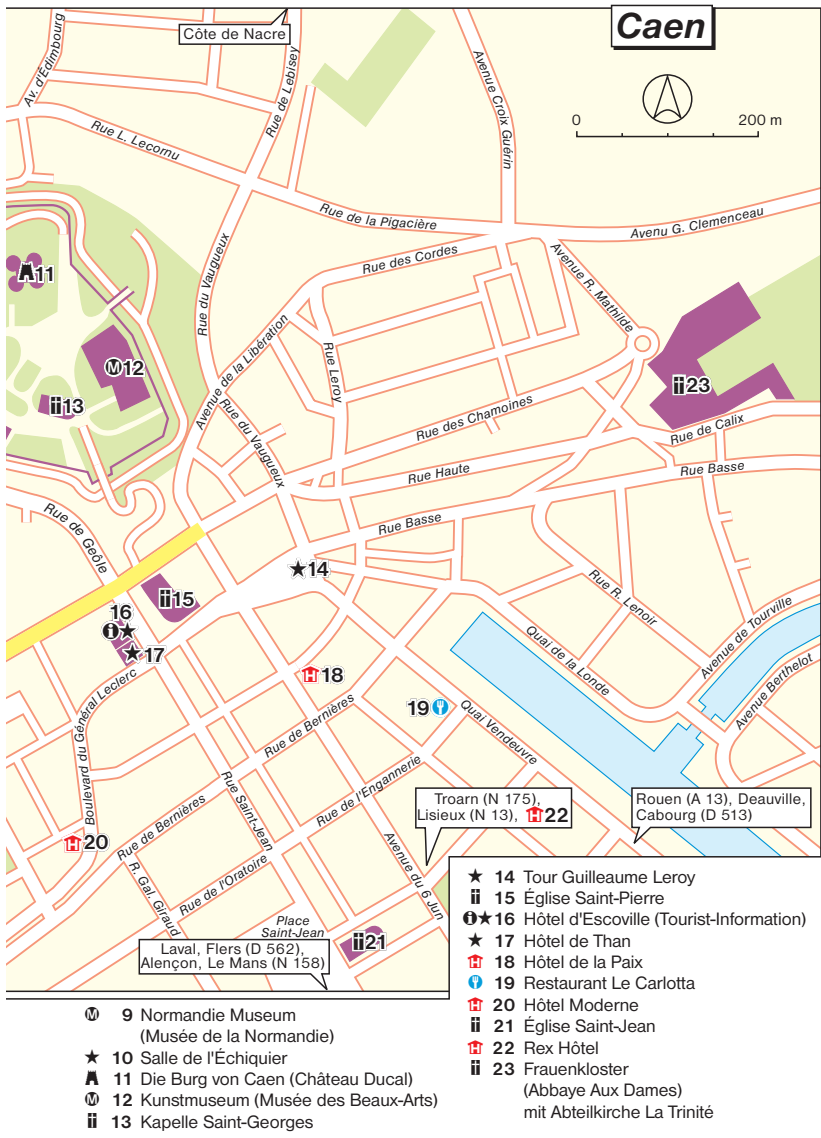 Caen
Côte de Nacre
0 200 m
Av. d'Edimbourg
Rue de Lebisey
Avenue Croix Guérin
Rue L. Lecornu
Rue de la Pigacière
Avenu G. Clemenceau
Rue du Vaugueux
Rue des Cordes
Avenue R. Mathilde
11
Avenue de la Libération
Rue Leroy
12
13
23
Rue du Vaugueux
Rue des Chamoines
Rue de Calix
Rue Haute
Rue Basse
Rue Basse
Rue de Geôle
14
15
16
17
Rue R. Lenoir
Avenue de Tourville
Quai de la Londe
Avenue Berthelot
18
19
Quai Vendeuvre
Boulevard du Général Leclerc
Rue de Bernières
Rue Saint-Jean
Rue de l'Engannerie
Troarn (N 175),
Lisieux (N 13), 22
Rouen (A 13), Deauville,
Cabourg (D 513)
20
Rue de Bernières
Avenue du 6 Jun
R. Gal. Giraud
Rue de l'Oratoire
Place
Saint-Jean
21
Laval, Flers (D 562),
Alençon, Le Mans (N 158)
M 9 Normandie Museum
(Musée de la Normandie)
10 Salle de l'Échiquier
11 Die Burg von Caen (Château Ducal)
M 12 Kunstmuseum (Musée des Beaux-Arts)
13 Kapelle Saint-Georges
14 Tour Guilleaume Leroy
15 Église Saint-Pierre
i 16 Hôtel d'Escoville (Tourist-Information)
17 Hôtel de Than
H 18 Hôtel de la Paix
19 Restaurant Le Carlotta
H 20 Hôtel Moderne
21 Église Saint-Jean
H 22 Rex Hôtel
23 Frauenkloster
(Abbaye Aux Dames)
mit Abteilkirche La Trinité